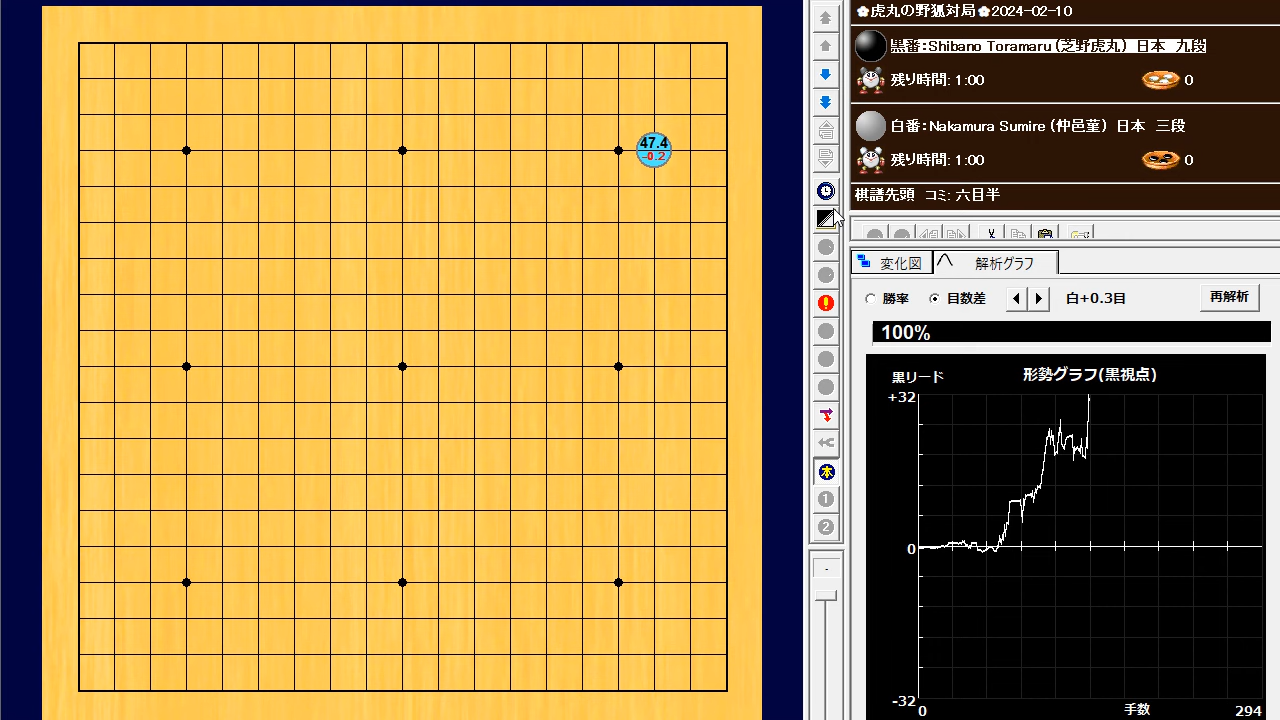 ✿虎丸の野狐対局✿2024-02-10
黒番:Shibano Toramaru (芝野虎丸) 日本 九段
残り時間: 1:00
0
白番:Nakamura Sumire (仲邑菫) 日本 三段
残り時間: 1:00
0
棋譜先頭 コミ: 六目半
47.4
-0.2
変化図
解析グラフ
勝率
目数差
白+0.3目
再解析
100%
黒リード
形勢グラフ(黒視点)
+32
0
-32
0
手数
294
木
1
2
-